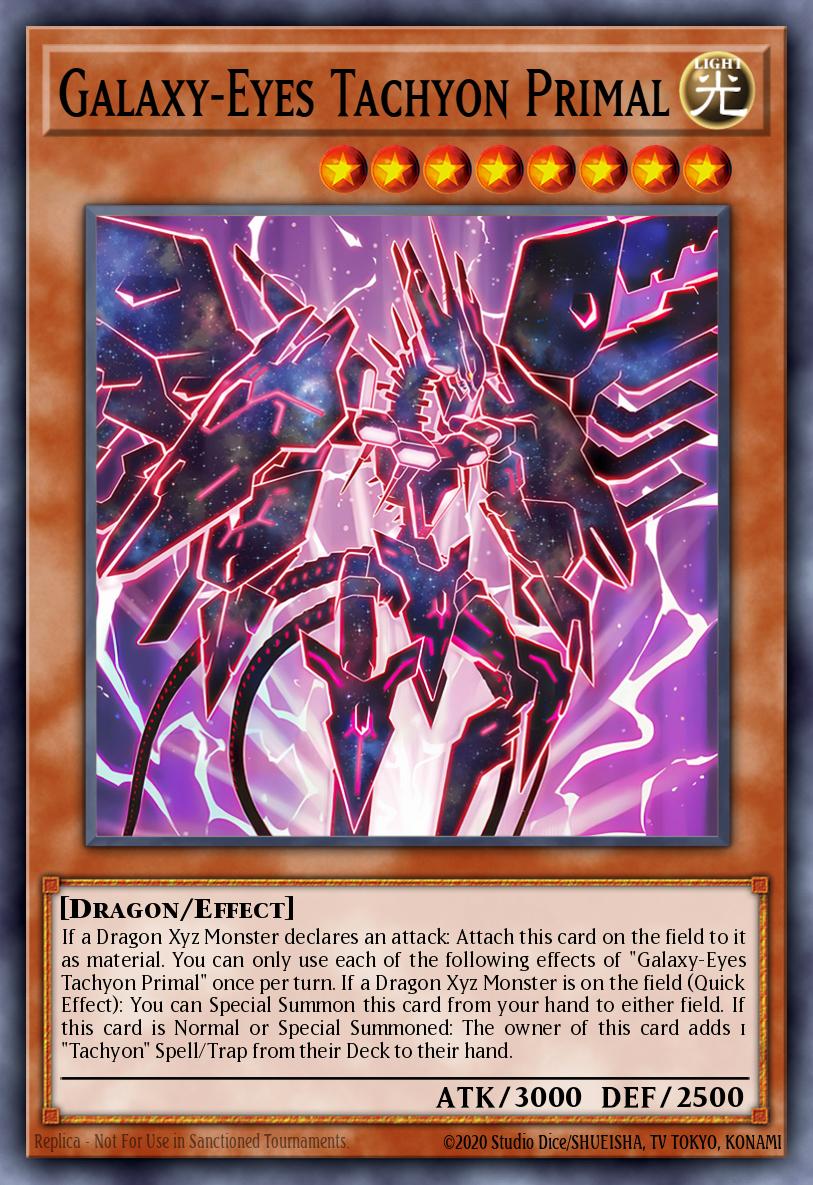 Galaxy-Eyes Tachyon Primal
LIGHT
光
[Dragon/Effect]
If a Dragon Xyz Monster declares an attack: Attach this card on the field to it
as material. You can only use each of the following effects of "Galaxy-Eyes
Tachyon Primal" once per turn. If a Dragon Xyz Monster is on the field (Quick
Effect): You can Special Summon this card from your hand to either field. If
this card is Normal or Special Summoned: The owner of this card adds 1
"Tachyon" Spell/Trap from their Deck to their hand.
ATK/3000 DEF/2500
Replica - Not For Use in Sanctioned Tournaments.
©2020 Studio Dice/SHUEISHA, TV TOKYO, KONAMI